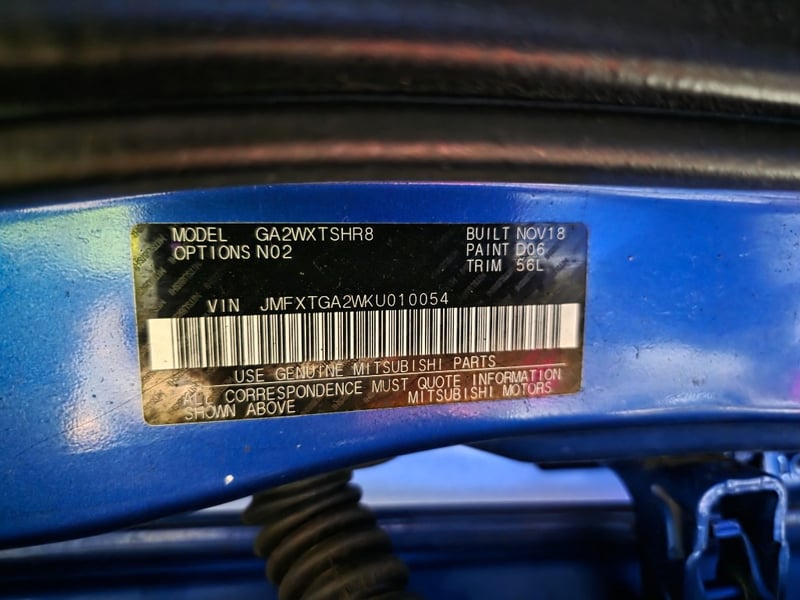 MODEL GA2WXTSHR8 BUILT NOV18
OPTIONS N02 PAINT D06
TRIM 56L
VIN JMFXTGA2WKU010054
USE GENUINE MITSUBISHI PARTS
ALL CORRESPONDENCE MUST QUOTE INFORMATION
SHOWN ABOVE MITSUBISHI MOTORS